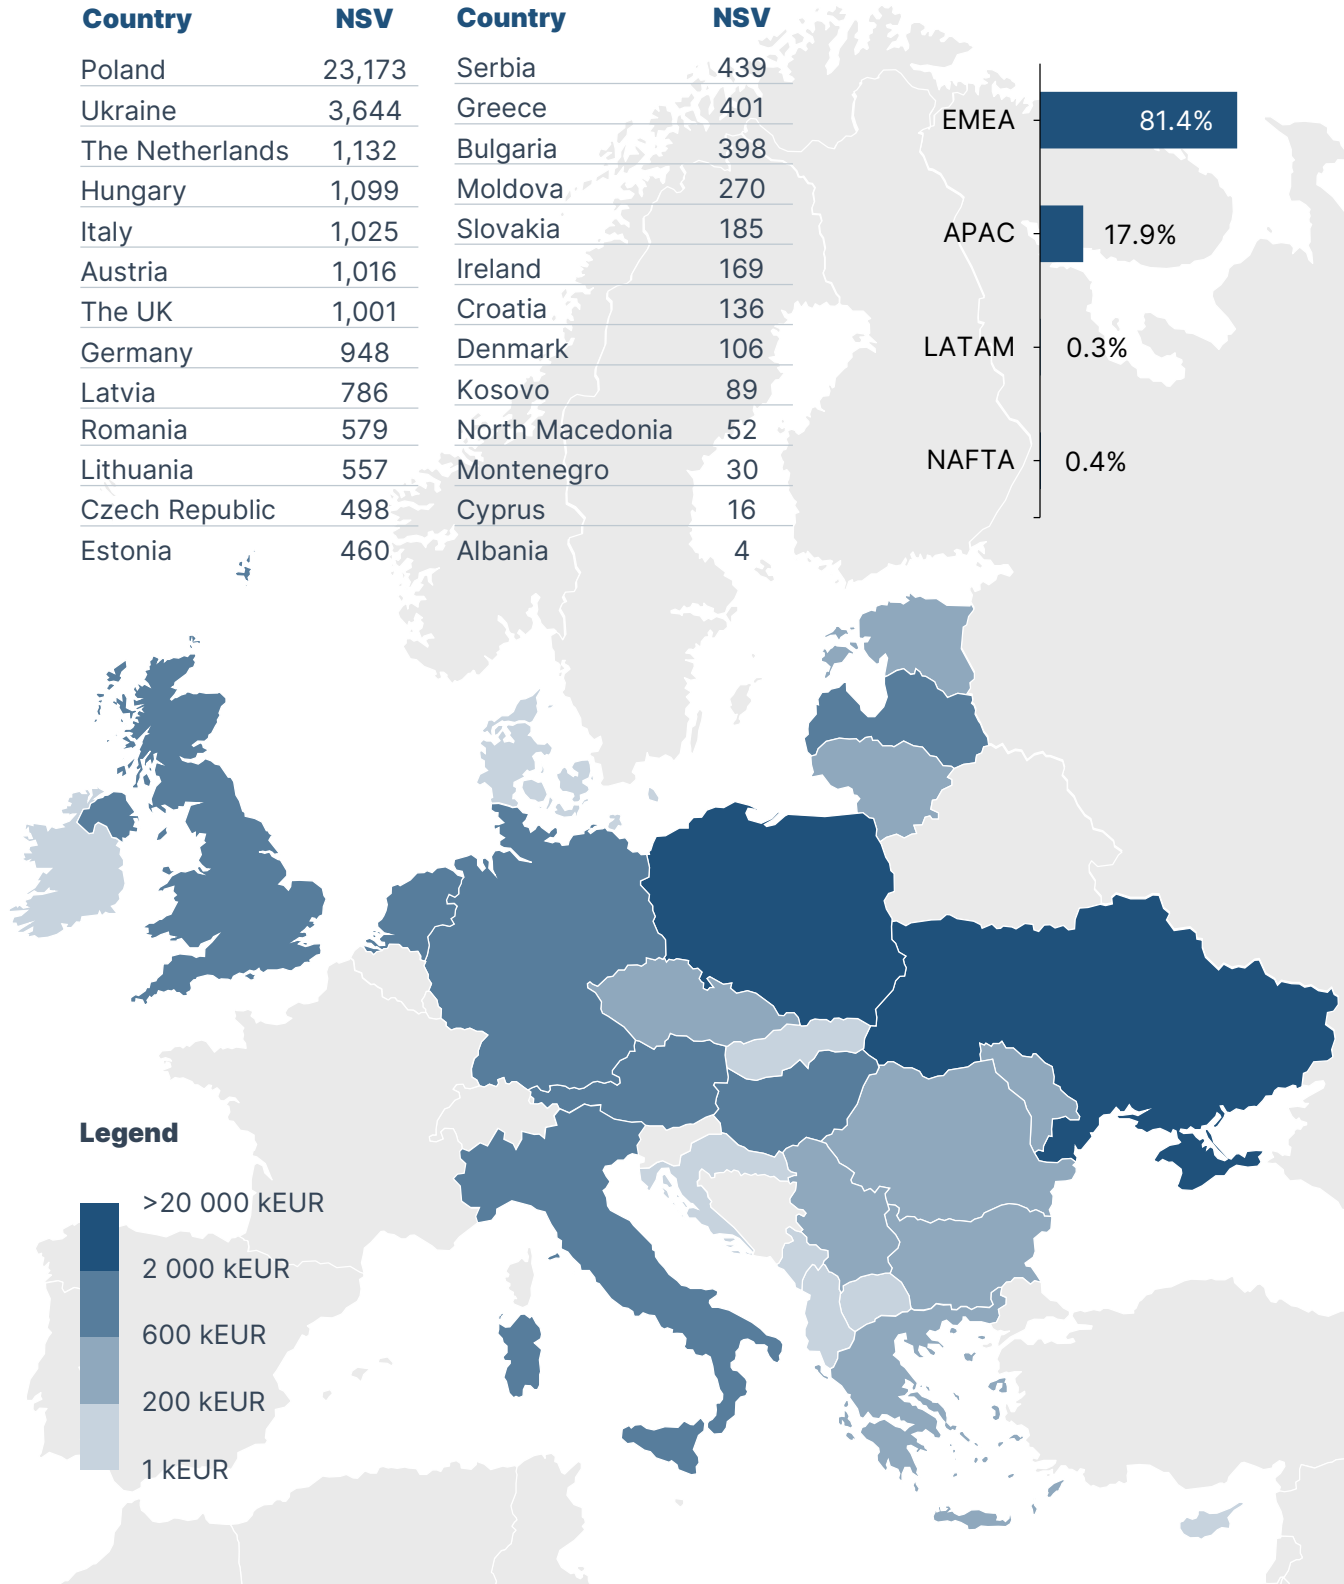 Country NSV
Poland 23,173
Ukraine 3,644
The Netherlands 1,132
Hungary 1,099
Italy 1,025
Austria 1,016
The UK 1,001
Germany 948
Latvia 786
Romania 579
Lithuania 557
Czech Republic 498
Estonia 460
Country NSV
Serbia 439
Greece 401
Bulgaria 398
Moldova 270
Slovakia 185
Ireland 169
Croatia 136
Denmark 106
Kosovo 89
North Macedonia 52
Montenegro 30
Cyprus 16
Albania 4
EMEA 81.4%
APAC 17.9%
LATAM 0.3%
NAFTA 0.4%
Legend
>20 000 kEUR
2 000 kEUR
600 kEUR
200 kEUR
1 kEUR